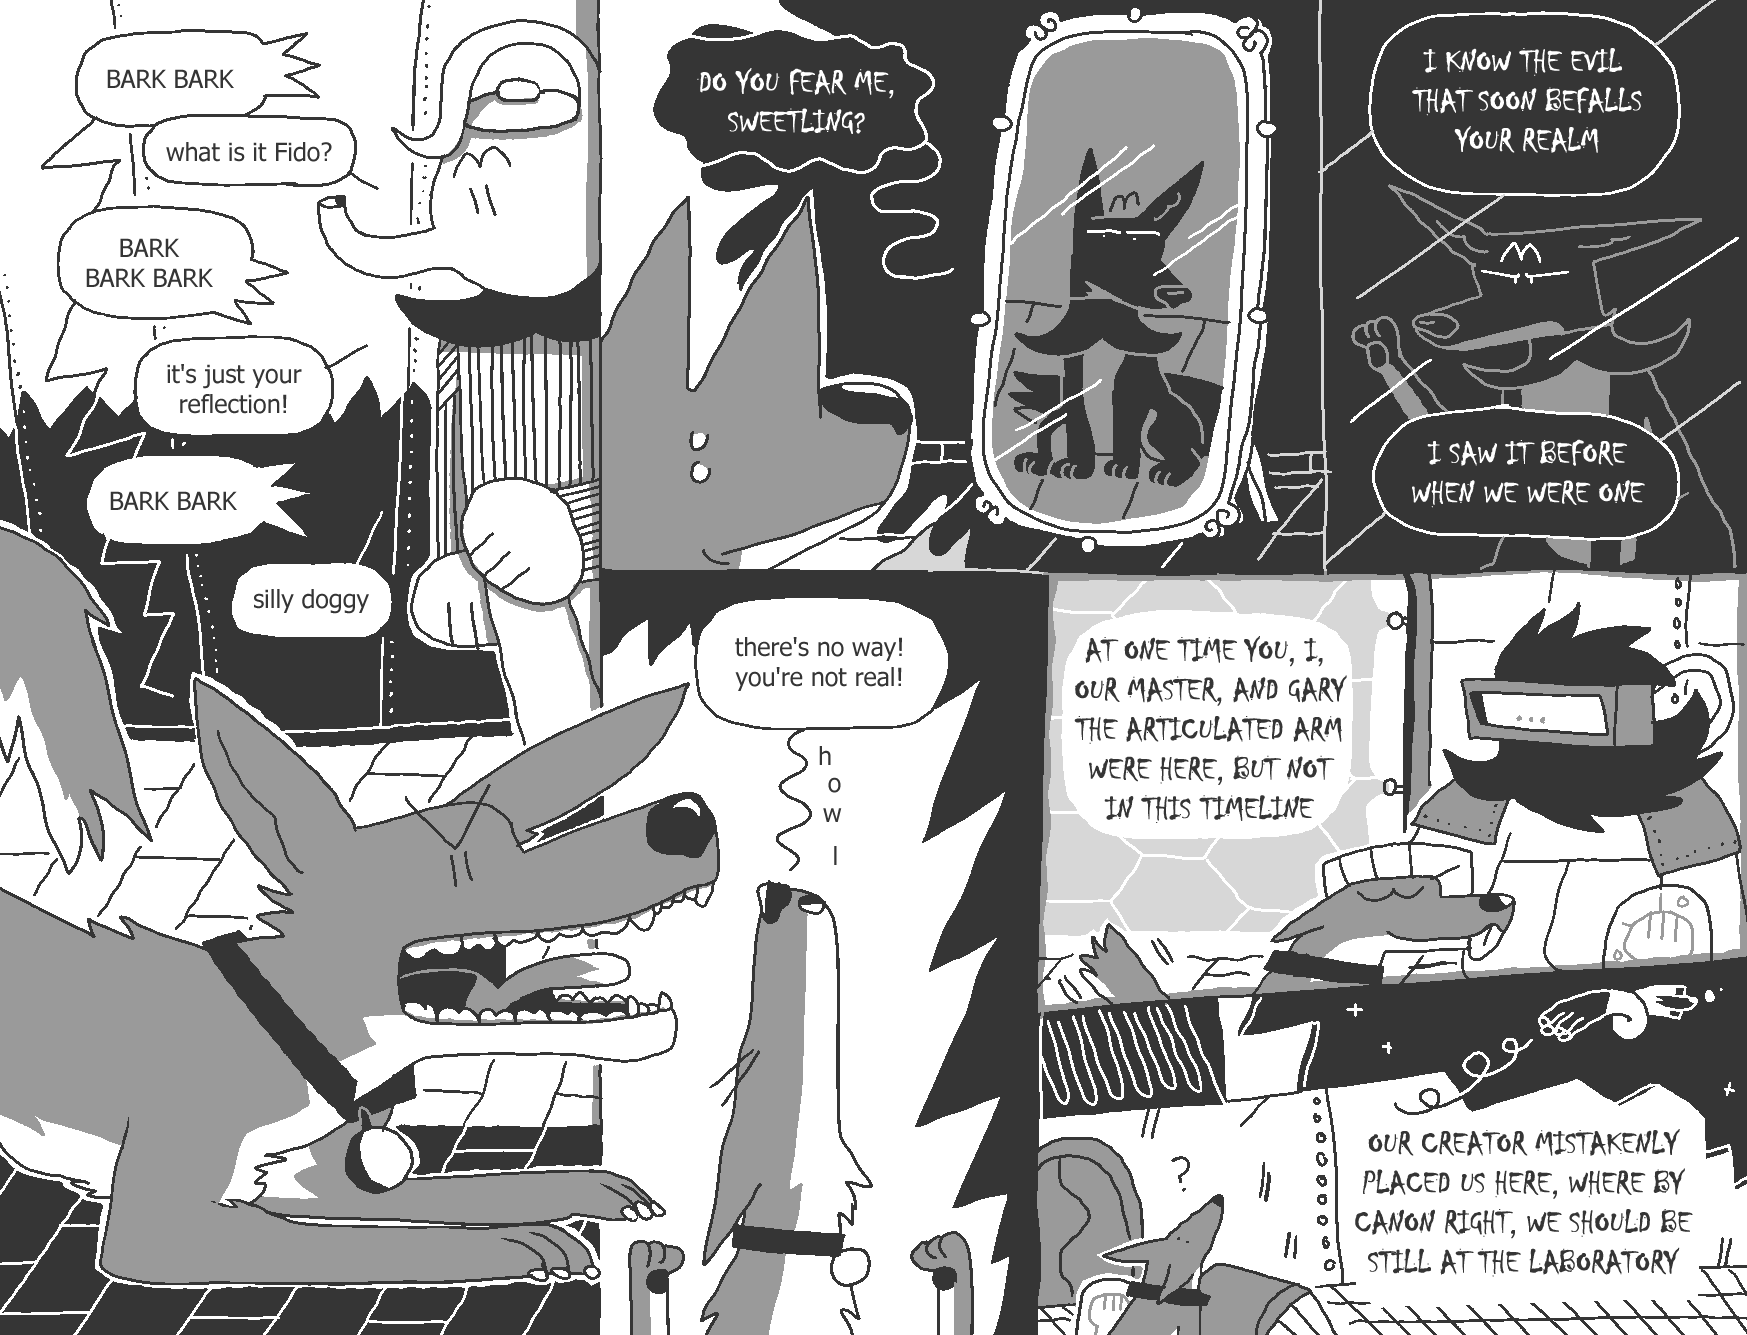 BARK BARK
what is it Fido?
BARK
BARK BARK
it's just your
reflection!
BARK BARK
silly doggy
DO YOU FEAR ME,
SWEETLING?
I KNOW THE EVIL
THAT SOON BEFALLS
YOUR REALM
I SAW IT BEFORE
WHEN WE WERE ONE
there's no way!
you're not real!
h
o
w
l
AT ONE TIME YOU, I,
OUR MASTER, AND GARY
THE ARTICULATED ARM
WERE HERE, BUT NOT
IN THIS TIMELINE
?
OUR CREATOR MISTAKENLY
PLACED US HERE, WHERE BY
CANON RIGHT, WE SHOULD BE
STILL AT THE LABORATORY